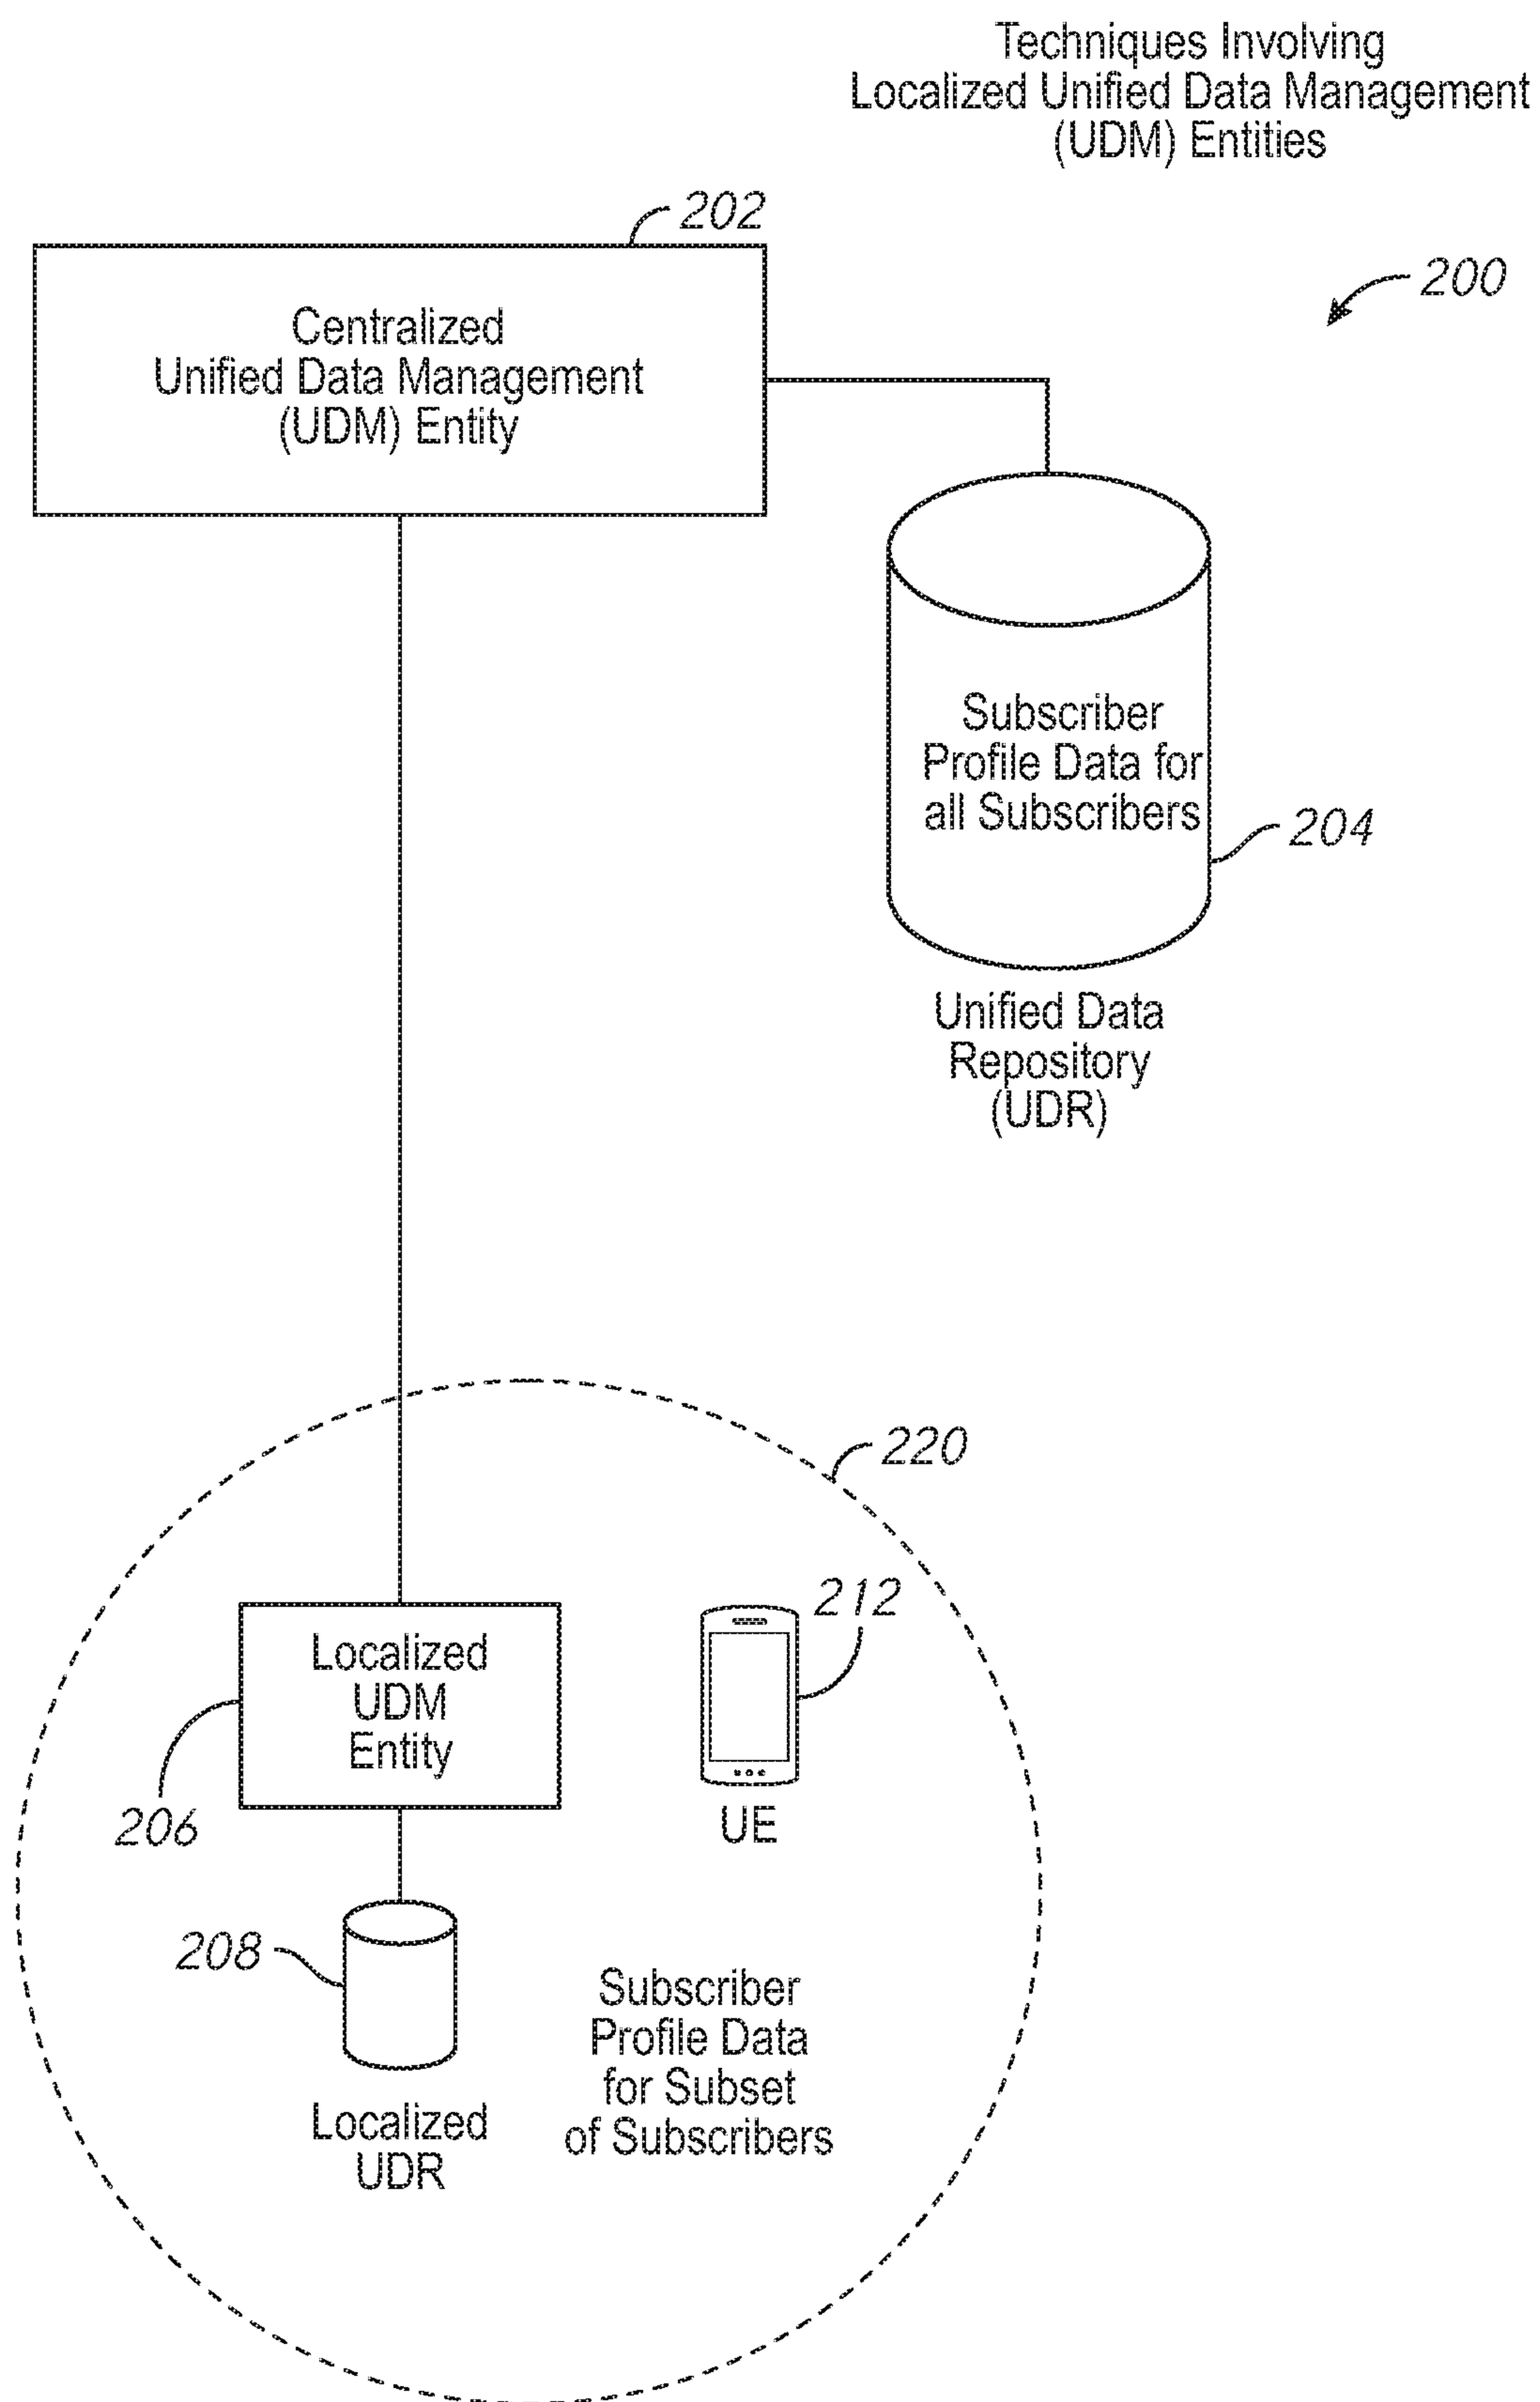 Techniques Involving
Localized Unified Data Management
(UDM) Entities
202
200
Centralized
Unified Data Management
(UDM) Entity
Subscriber
Profile Data for
all Subscribers
204
Unified Data
Repository
(UDR)
220
212
Localized
UDM
Entity
206
UE
208
Localized
UDR
Subscriber
Profile Data
for Subset
of Subscribers